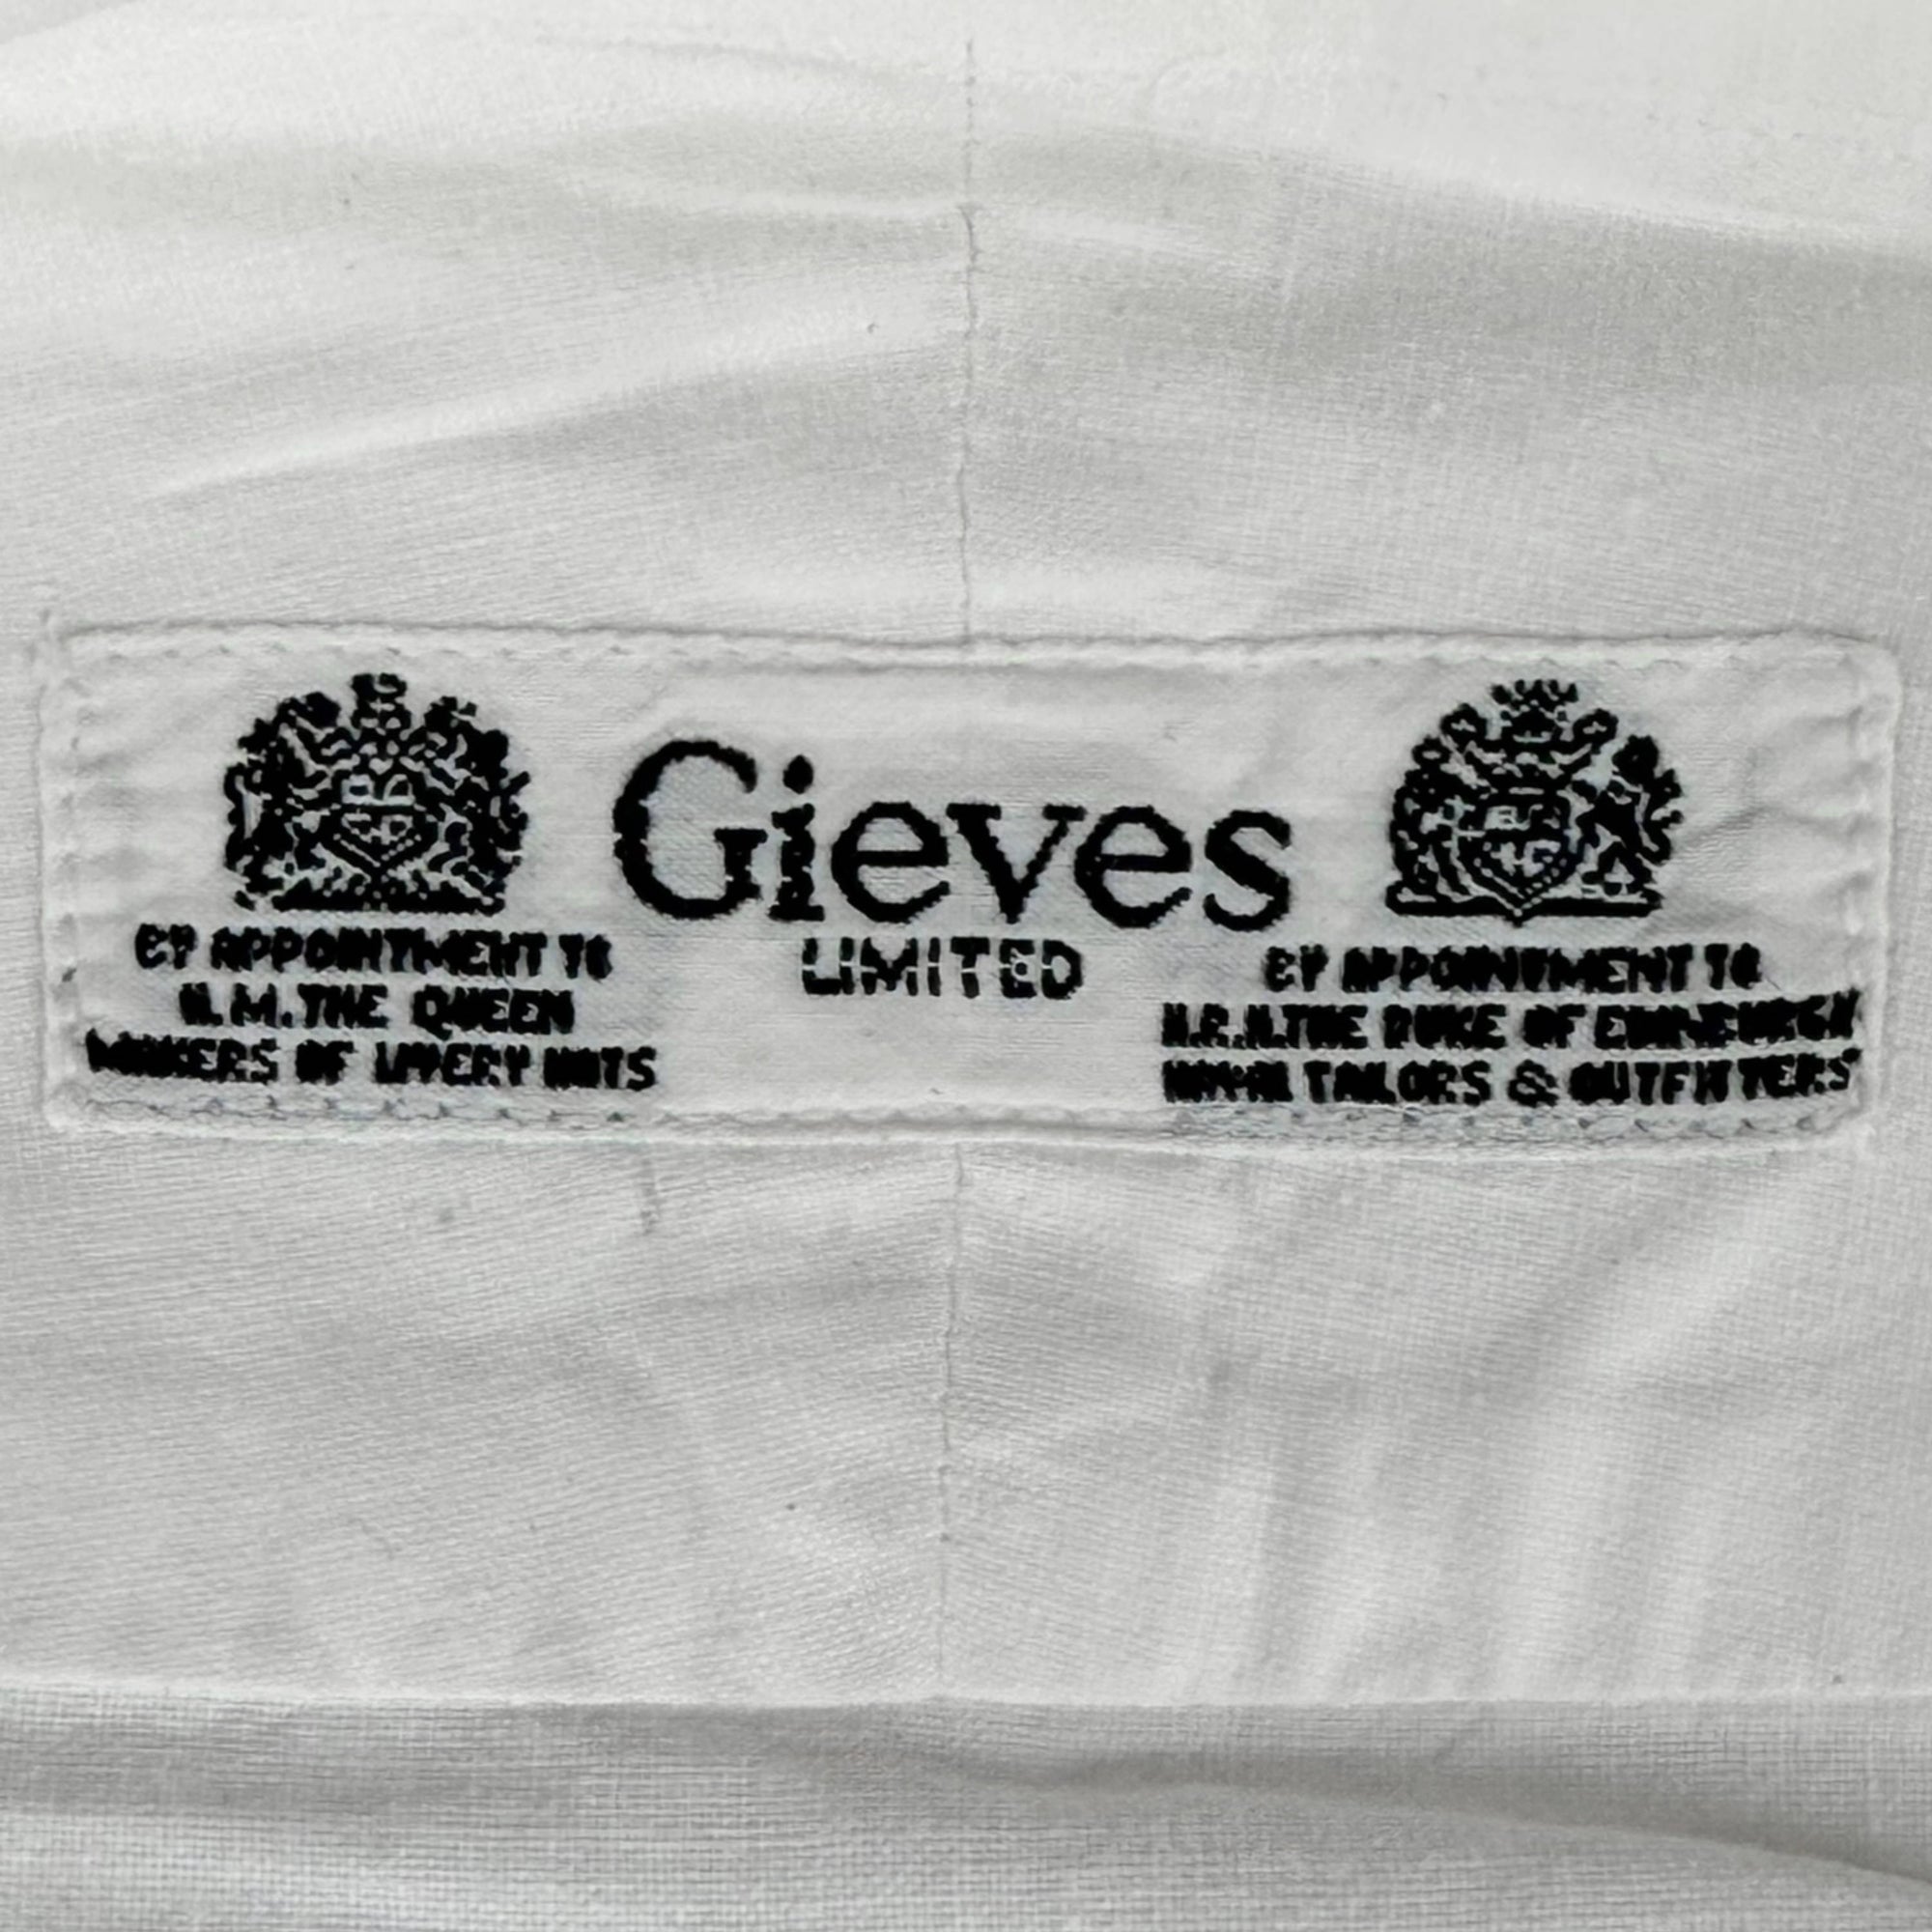 Gieves
LIMITED
BY APPOINTMENT TO
H.M. THE QUEEN
MAKERS OF LIVERY HATS
BY APPOINTMENT TO
H.R.H. THE DUKE OF EDINBURGH
NAVAL TAILORS & OUTFITTERS